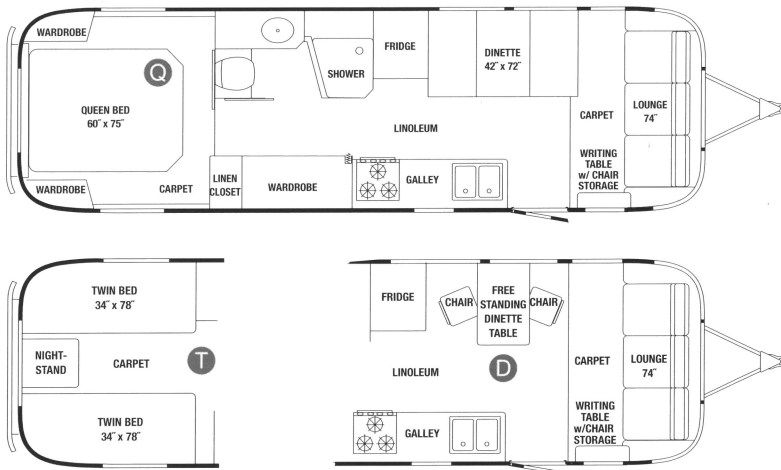 WARDROBE
Q
QUEEN BED
60˝ x 75˝
WARDROBE
CARPET
LINEN
CLOSET
WARDROBE
SHOWER
FRIDGE
DINETTE
42˝ x 72˝
LINOLEUM
GALLEY
CARPET
LOUNGE
74˝
WRITING
TABLE
w/ CHAIR
STORAGE
TWIN BED
34˝ x 78˝
NIGHT-
STAND
CARPET
T
TWIN BED
34˝ x 78˝
FRIDGE
CHAIR
FREE
STANDING
DINETTE
TABLE
CHAIR
LINOLEUM
D
GALLEY
CARPET
LOUNGE
74˝
WRITING
TABLE
w/CHAIR
STORAGE